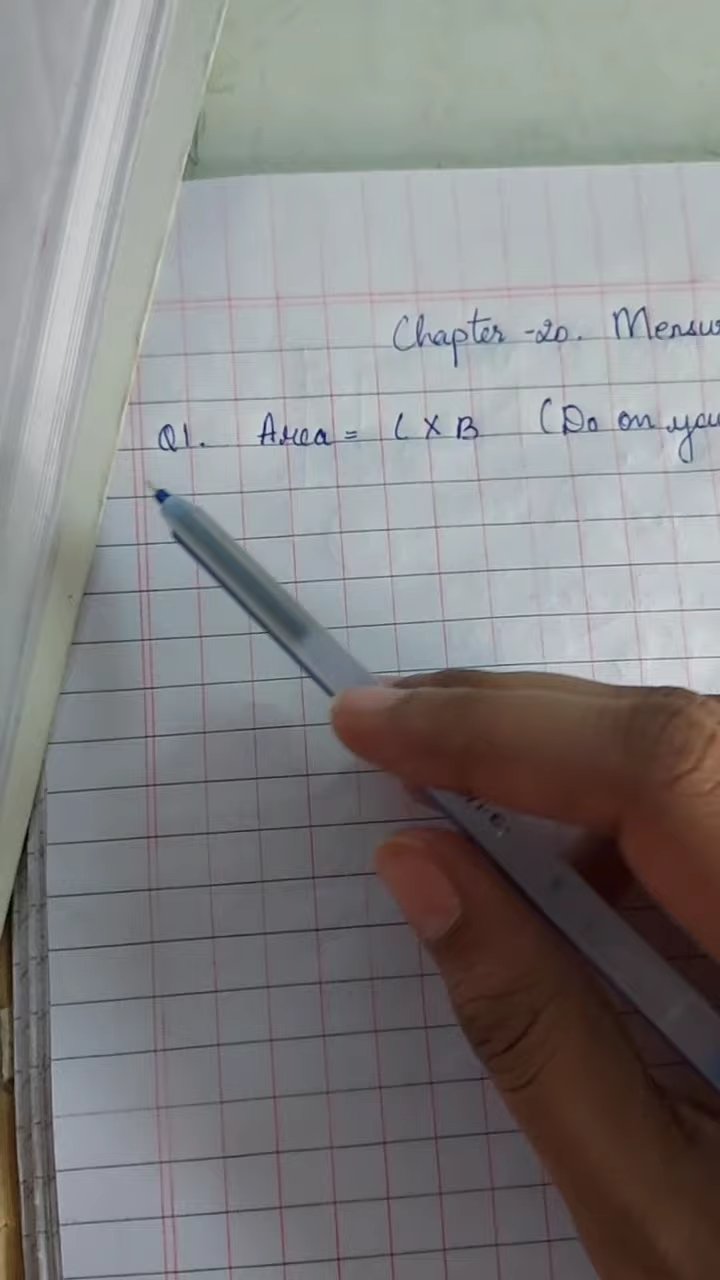 Chapter -20. Mensu
Q1. Area = L X B (Do on you